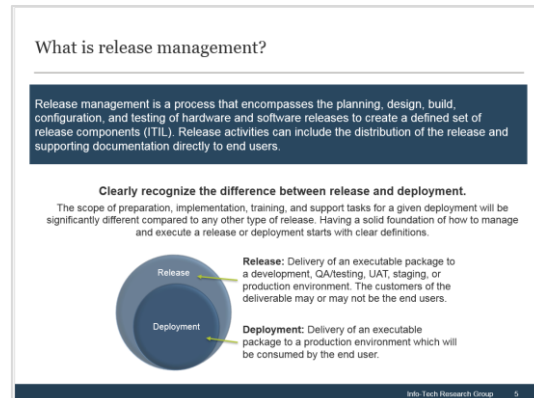 What is release management?
Release management is a process that encompasses the planning, design, build,
configuration, and testing of hardware and software releases to create a defined set of
release components (ITIL). Release activities can include the distribution of the release and
supporting documentation directly to end users.
Clearly recognize the difference between release and deployment.
The scope of preparation, implementation, training, and support tasks for a given deployment will be
significantly different compared to any other type of release. Having a solid foundation of how to manage
and execute a release or deployment starts with clear definitions.
Release
Deployment
Release: Delivery of an executable package to
a development, QA/testing, UAT, staging, or
production environment. The customers of the
deliverable may or may not be the end users.
Deployment: Delivery of an executable
package to a production environment which will
be consumed by the end user.
Info-Tech Research Group 5